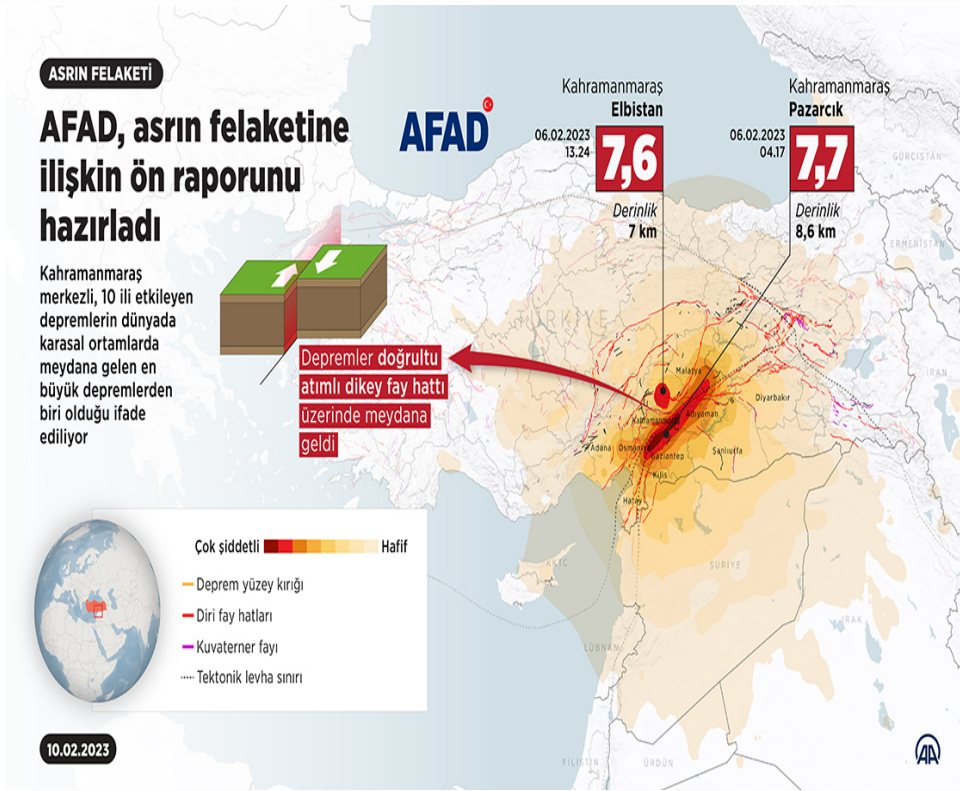 ASRIN FELAKETİ
AFAD, asrın felaketine
ilişkin ön raporunu
hazırladı
Kahramanmaraş
merkezli, 10 ili etkileyen
depremlerin dünyada
karasal ortamlarda
meydana gelen en
büyük depremlerden
biri olduğu ifade
ediliyor
AFAD
Kahramanmaraş
Elbistan
06.02.2023
13.24
7,6
Derinlik
7 km
Kahramanmaraş
Pazarcık
06.02.2023
04.17
7,7
Derinlik
8,6 km
Depremler doğrultu
atımlı dikey fay hattı
üzerinde meydana
geldi
GÜRCİSTAN
ERMENİSTAN
TÜRKİYE
İRAN
Malatya
Diyarbakır
Adıyaman
Kahramanmaraş
Adana
Osmaniye
Gaziantep
Şanlıurfa
Kilis
Hatay
KKTC
SURİYE
IRAK
LÜBNAN
FİLİSTİN
ÜRDÜN
Çok şiddetli
Hafif
Deprem yüzey kırığı
Diri fay hatları
Kuvaterner fayı
Tektonik levha sınırı
10.02.2023
AA